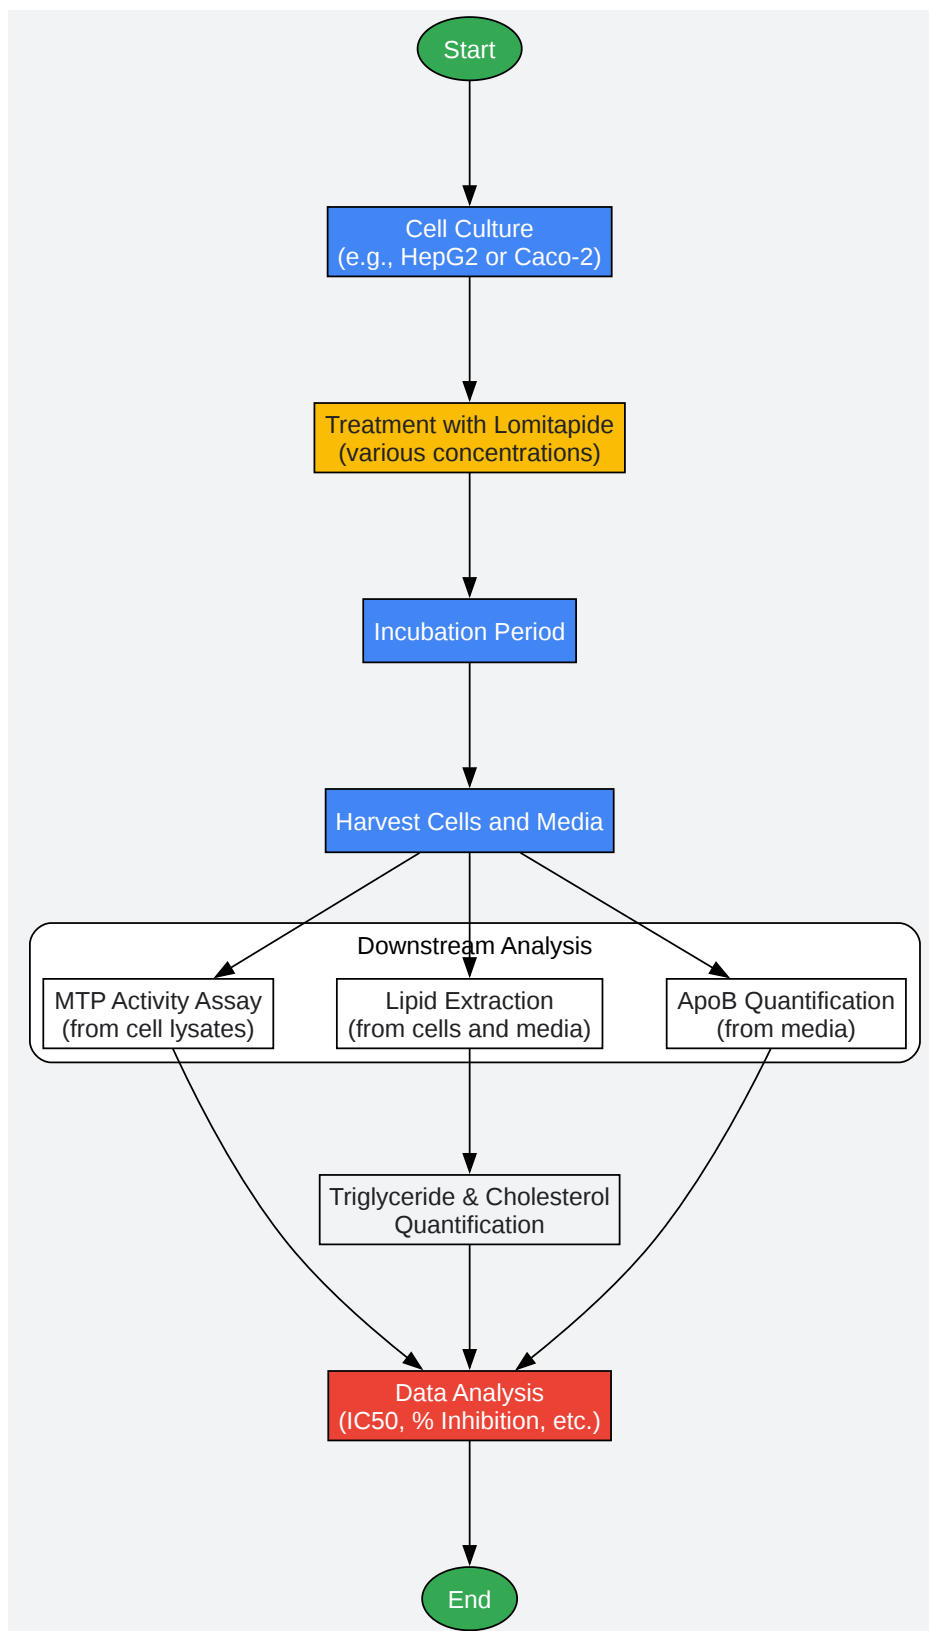 Start
Cell Culture
(e.g., HepG2 or Caco-2)
Treatment with Lomitapide
(various concentrations)
Incubation Period
Harvest Cells and Media
Downstream Analysis
MTP Activity Assay
(from cell lysates)
Lipid Extraction
(from cells and media)
ApoB Quantification
(from media)
Triglyceride & Cholesterol
Quantification
Data Analysis
(IC50, % Inhibition, etc.)
End